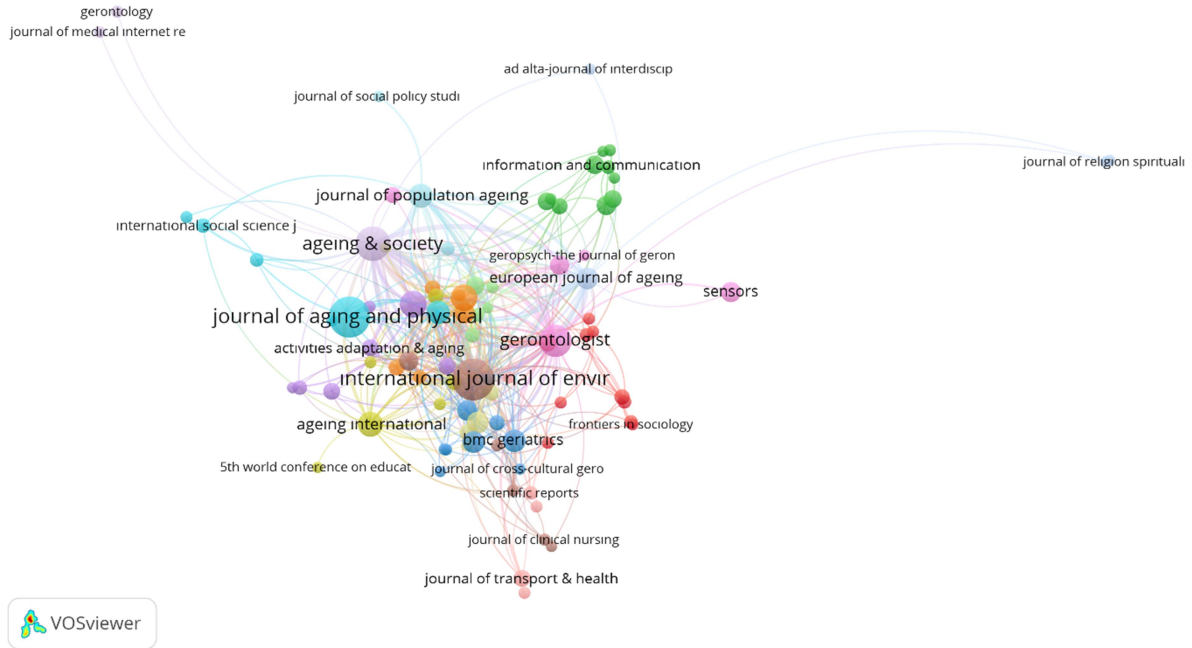 gerontology
journal of medical internet re
ad alta-journal of interdiscip
journal of social policy studi
information and communication
journal of religion spirituali
journal of population ageing
international social science j
ageing & society
geropsych-the journal of geron
european journal of ageing
sensors
journal of aging and physical
gerontologist
activities adaptation & aging
international journal of envir
ageing international
frontiers in sociology
bmc geriatrics
5th world conference on educat
journal of cross-cultural gero
scientific reports
journal of clinical nursing
journal of transport & health
VOSviewer